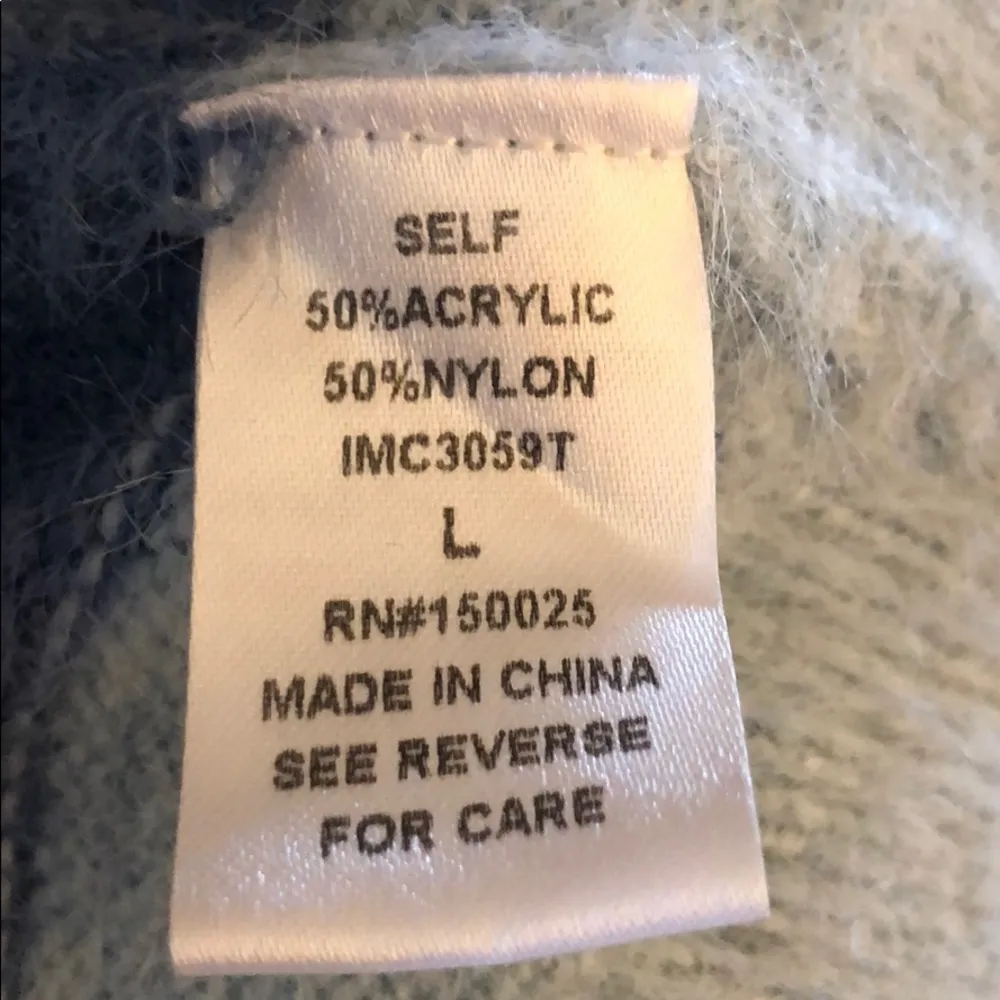 SELF
50%ACRYLIC
50%NYLON
IMC3059T
L
RN#150025
MADE IN CHINA
SEE REVERSE
FOR CARE